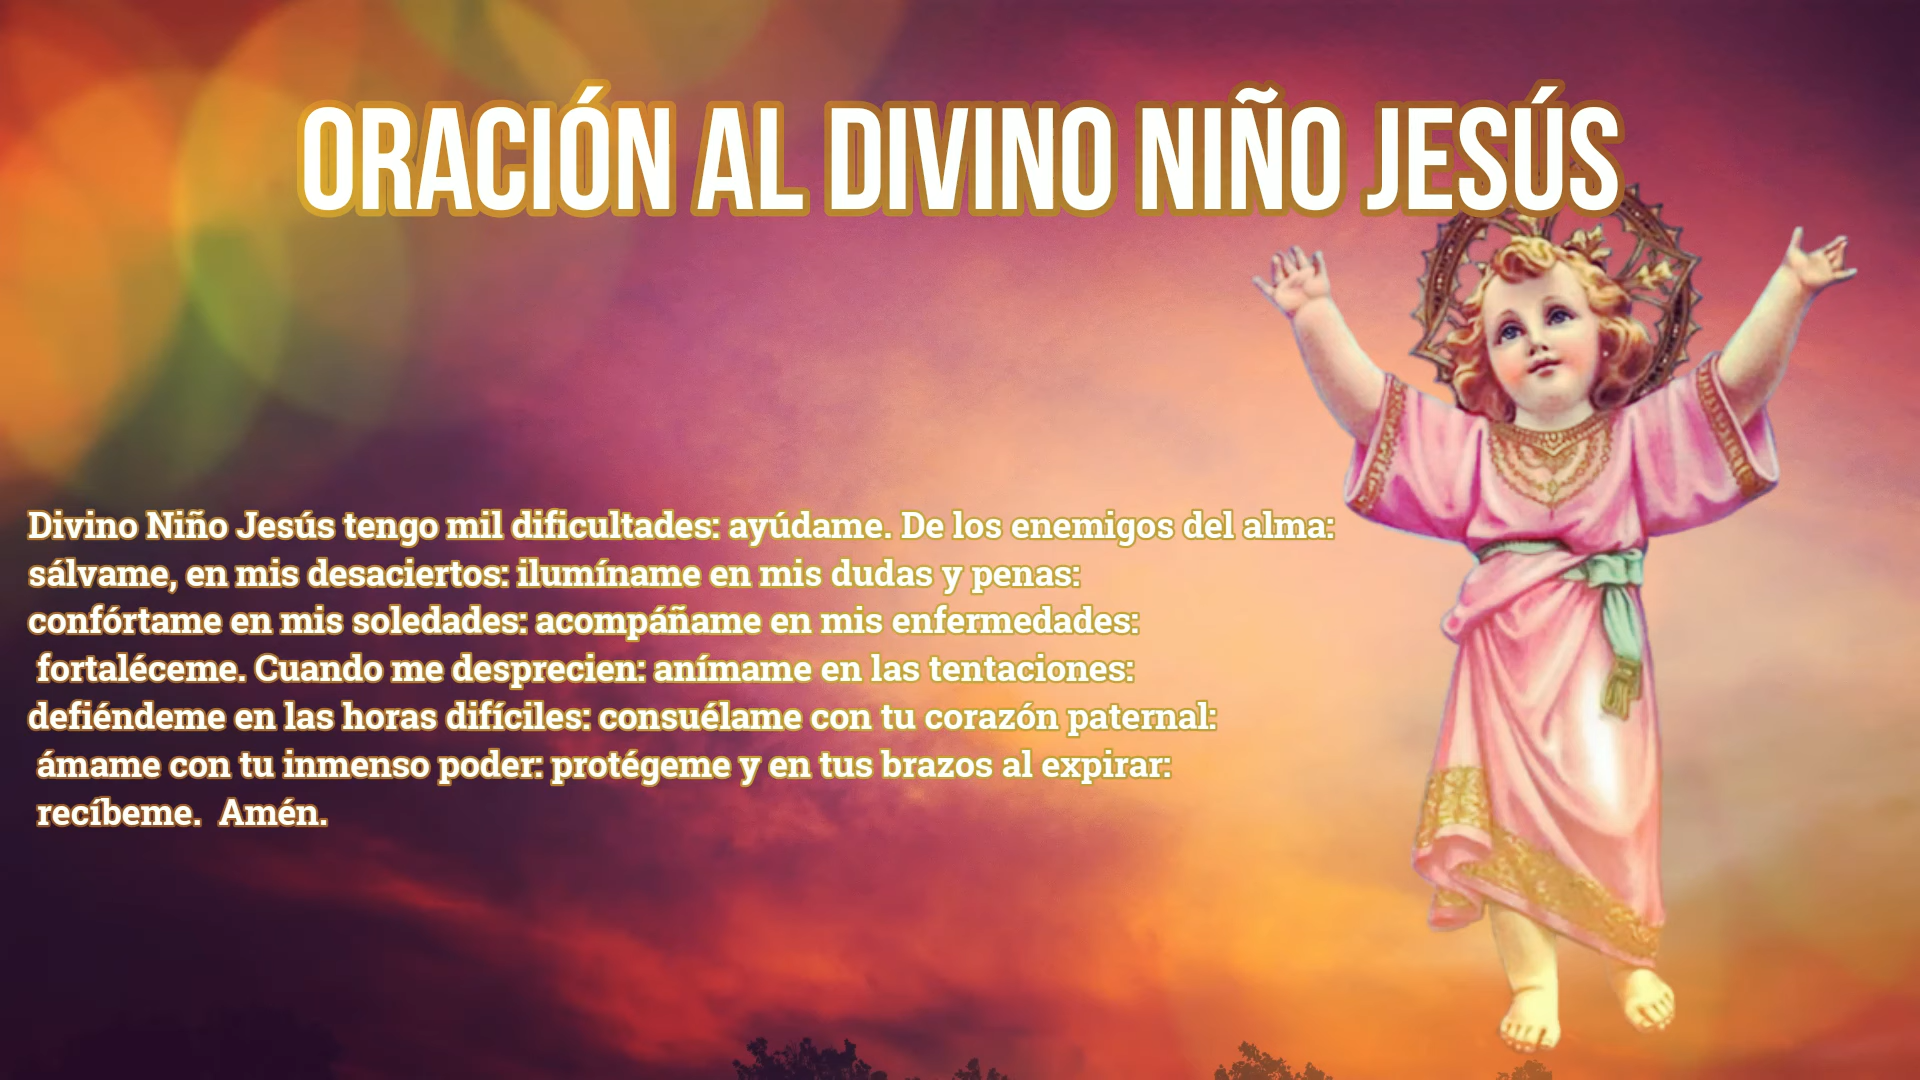 ORACIÓN AL DIVINO NIÑO JESÚS
Divino Niño Jesús tengo mil dificultades: ayúdame. De los enemigos del alma:
sálvame, en mis desaciertos: ilumíname en mis dudas y penas:
confórtame en mis soledades: acompáñame en mis enfermedades:
fortaléceme. Cuando me desprecien: anímame en las tentaciones:
defiéndeme en las horas difíciles: consuélame con tu corazón paternal:
ámame con tu inmenso poder: protégeme y en tus brazos al expirar:
recíbeme.  Amén.